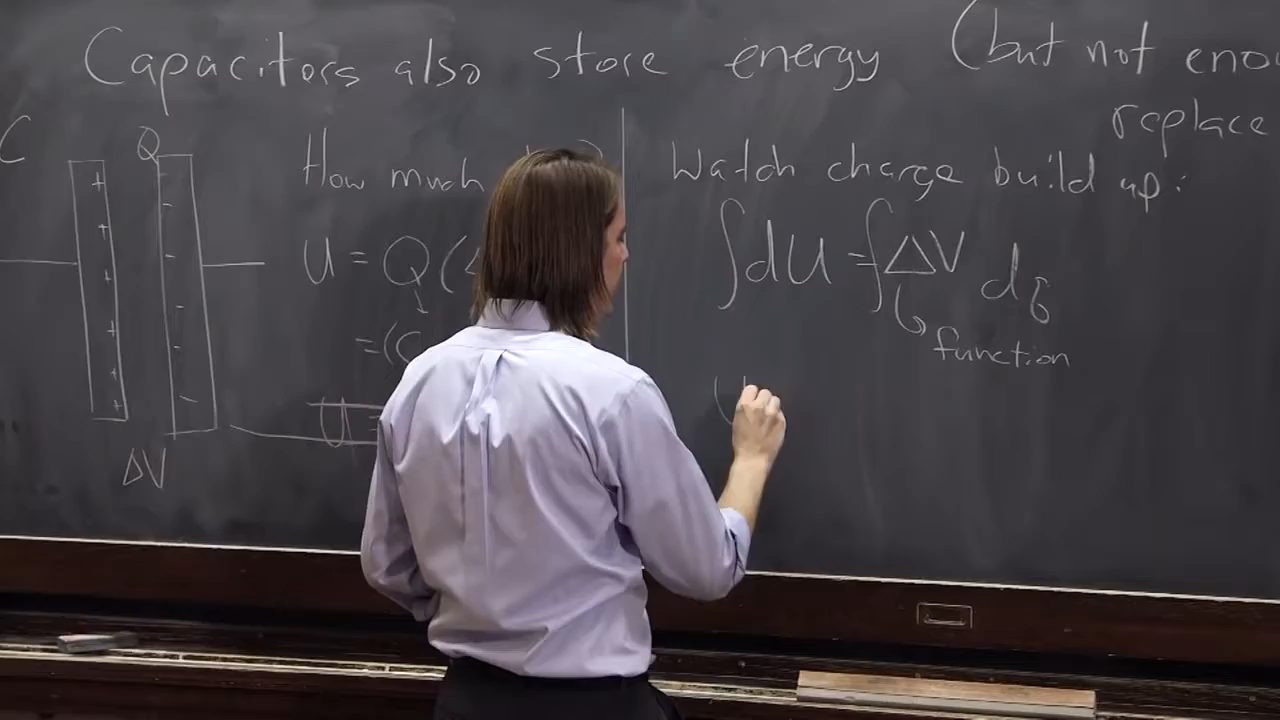 Capacitors also store energy (but not eno
replace
C
Q
+ + + + + +
- - - - - -
ΔV
How much ?
U = Q(
= (C
U =
Watch charge build up:
∫dU = ∫ΔV dq
function
U